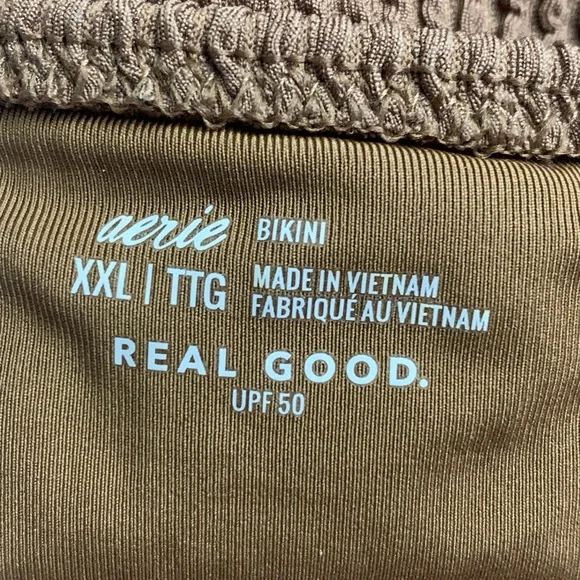 aerie BIKINI
XXL | TTG MADE IN VIETNAM
FABRIQUÉ AU VIETNAM
REAL GOOD.
UPF 50